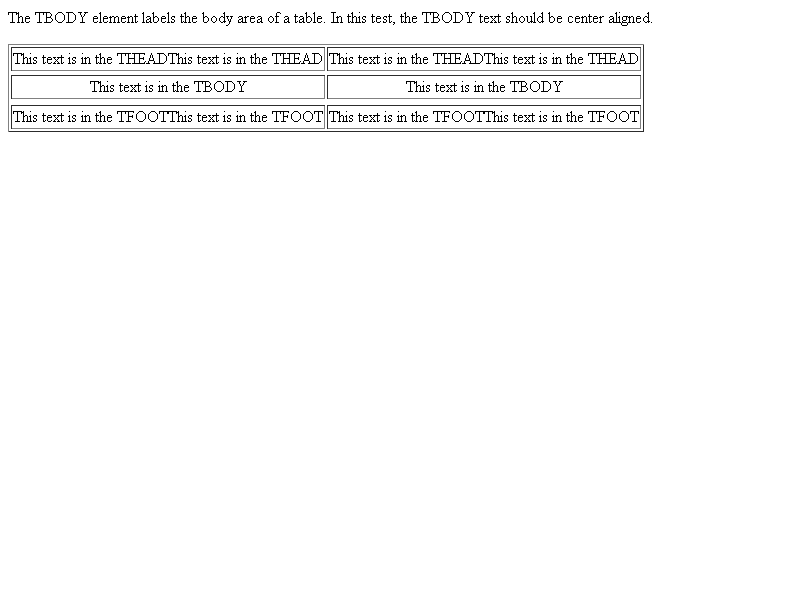 The TBODY element labels the body area of a table. In this test, the TBODY text should be center aligned.
This text is in the THEADThis text is in the THEAD This text is in the THEADThis text is in the THEAD
This text is in the TBODY This text is in the TBODY
This text is in the TFOOTThis text is in the TFOOT This text is in the TFOOTThis text is in the TFOOT